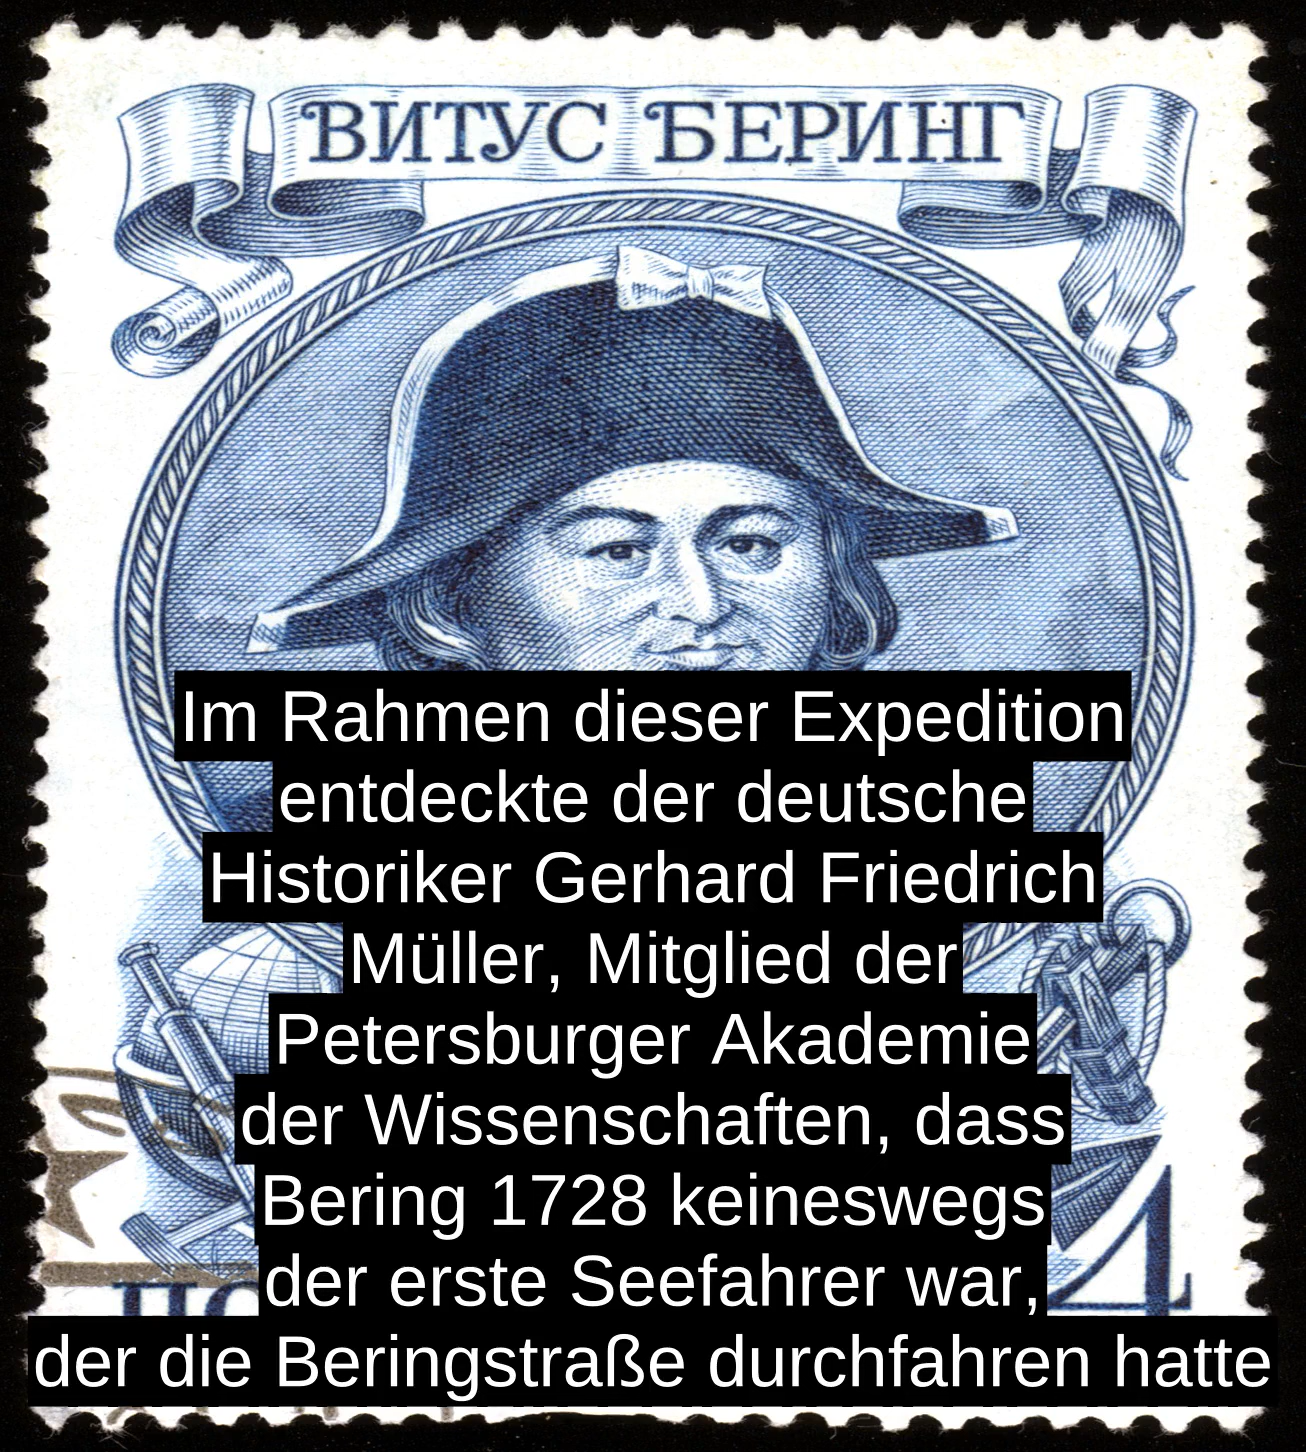 ВИТУС БЕРИНГ
Im Rahmen dieser Expedition
entdeckte der deutsche
Historiker Gerhard Friedrich
Müller, Mitglied der
Petersburger Akademie
der Wissenschaften, dass
Bering 1728 keineswegs
der erste Seefahrer war,
4
der die Beringstraße durchfahren hatte